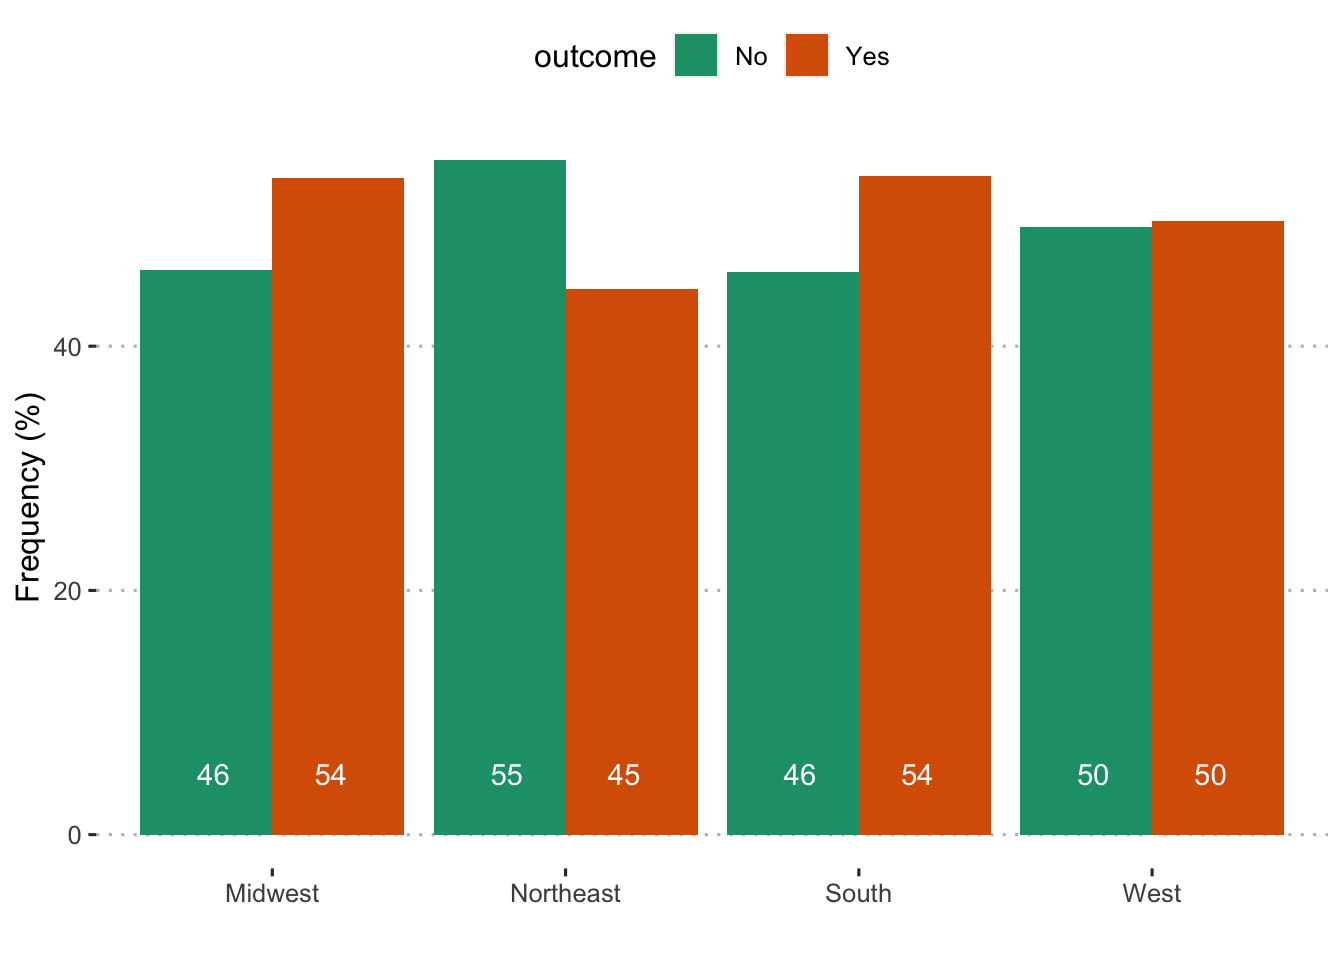 outcome No Yes
Frequency (%)
40
20
0
46 54 55 45 46 54 50 50
Midwest Northeast South West